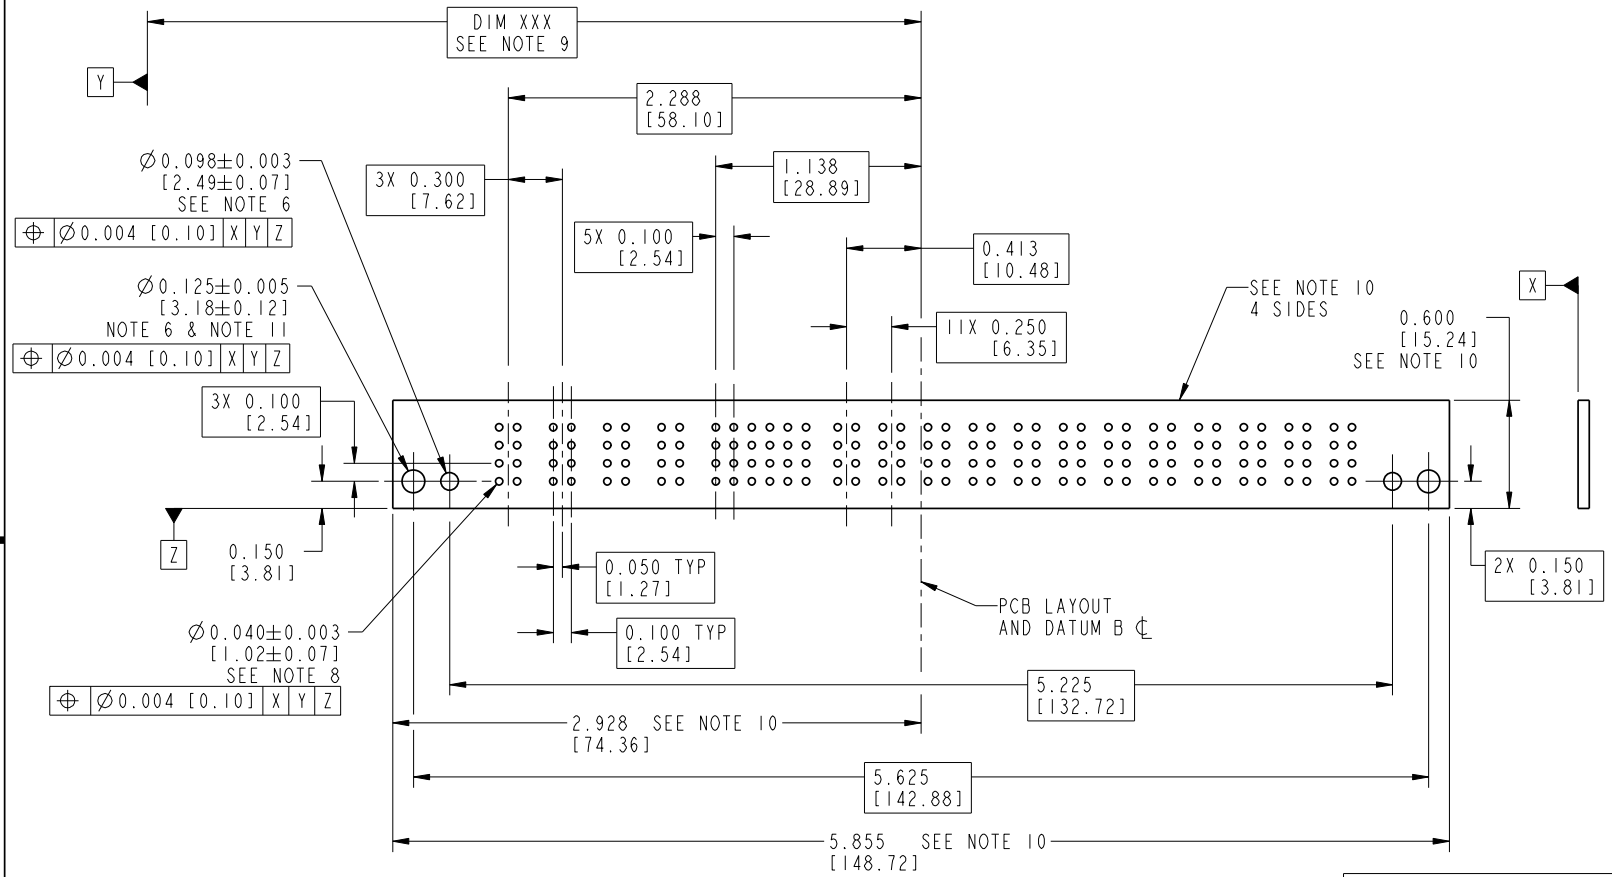 DIM XXX
SEE NOTE 9
Y
2.288
[58.10]
Ø0.098±0.003
[2.49±0.07]
SEE NOTE 6
⌖ Ø0.004 [0.10] X Y Z
3X 0.300
[7.62]
1.138
[28.89]
5X 0.100
[2.54]
0.413
[10.48]
Ø0.125±0.005
[3.18±0.12]
NOTE 6 & NOTE 11
⌖ Ø0.004 [0.10] X Y Z
11X 0.250
[6.35]
SEE NOTE 10
4 SIDES
X
0.600
[15.24]
SEE NOTE 10
3X 0.100
[2.54]
Z
0.150
[3.81]
0.050 TYP
[1.27]
2X 0.150
[3.81]
PCB LAYOUT
AND DATUM B ℄
Ø0.040±0.003
[1.02±0.07]
SEE NOTE 8
⌖ Ø0.004 [0.10] X Y Z
0.100 TYP
[2.54]
5.225
[132.72]
2.928 SEE NOTE 10
[74.36]
5.625
[142.88]
5.855 SEE NOTE 10
[148.72]